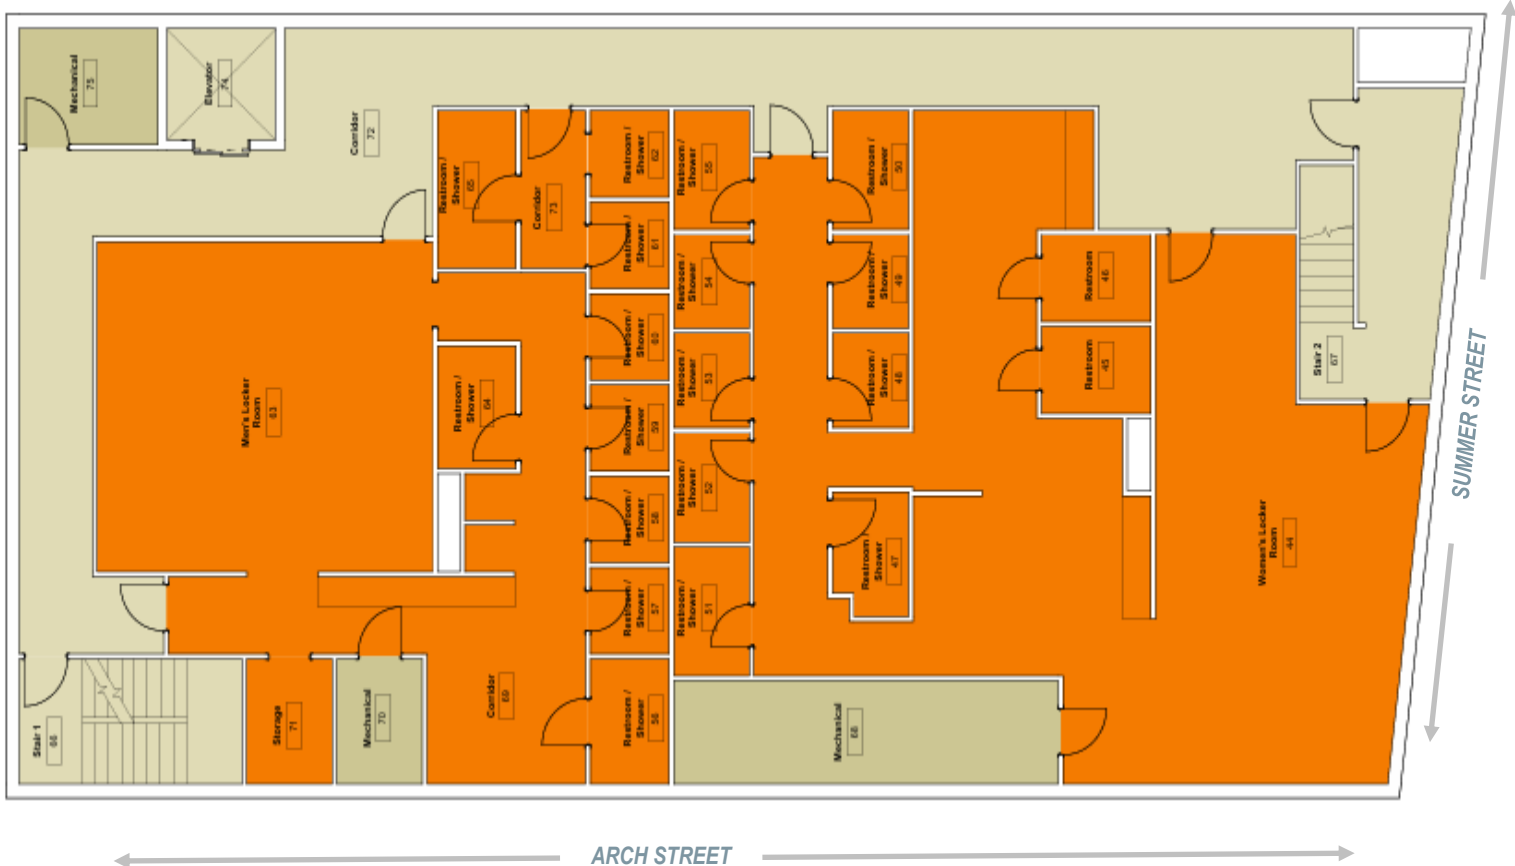 Mechanical
75
Elevator
74
Corridor
72
Restroom /
Shower
65
Corridor
73
Restroom /
Shower
62
Restroom /
Shower
55
Restroom /
Shower
50
Restroom /
Shower
61
Restroom /
Shower
54
Restroom /
Shower
49
Restroom
46
Restroom /
Shower
60
Restroom /
Shower
53
Restroom /
Shower
48
Restroom
45
Stair 2
67
Men's Locker
Room
63
Restroom /
Shower
64
Restroom /
Shower
59
Restroom /
Shower
52
Restroom /
Shower
58
Restroom /
Shower
47
Women's Locker
Room
44
Restroom /
Shower
57
Restroom /
Shower
51
Stair 1
66
Storage
71
Mechanical
70
Corridor
69
Restroom /
Shower
56
Mechanical
68
SUMMER STREET
ARCH STREET